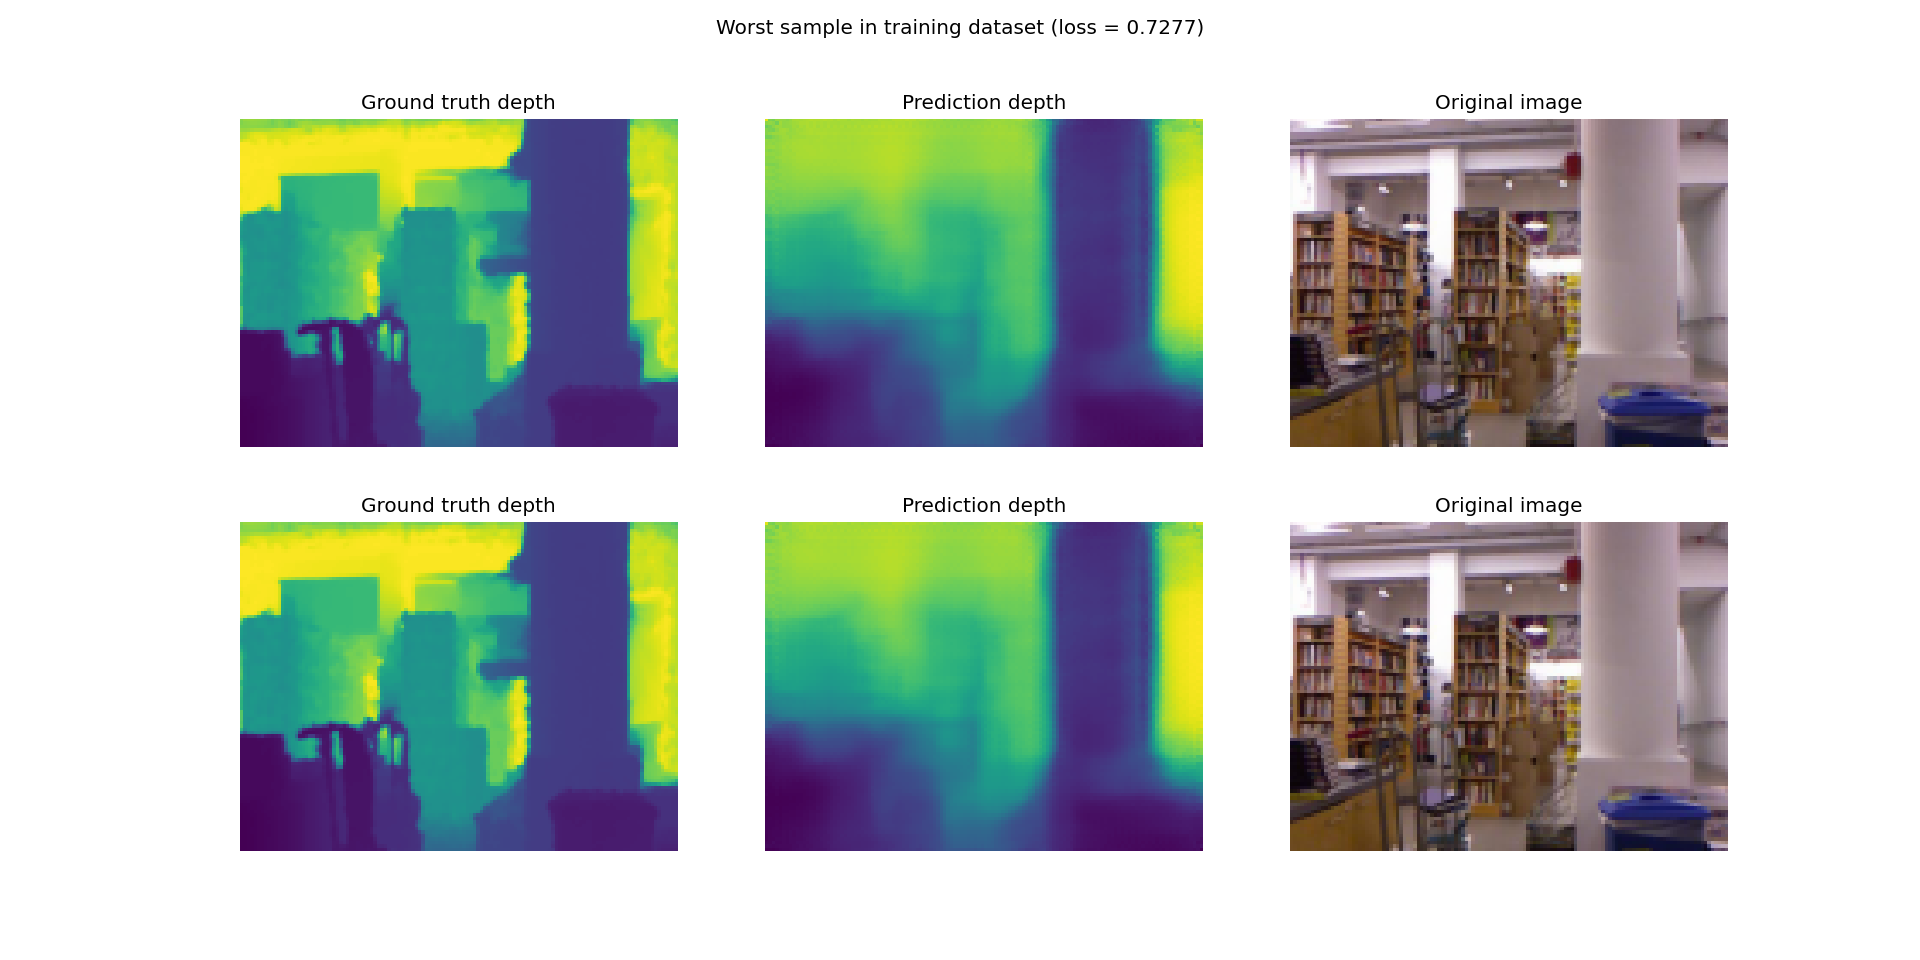 Worst sample in training dataset (loss = 0.7277)
Ground truth depth
Prediction depth
Original image
Ground truth depth
Prediction depth
Original image